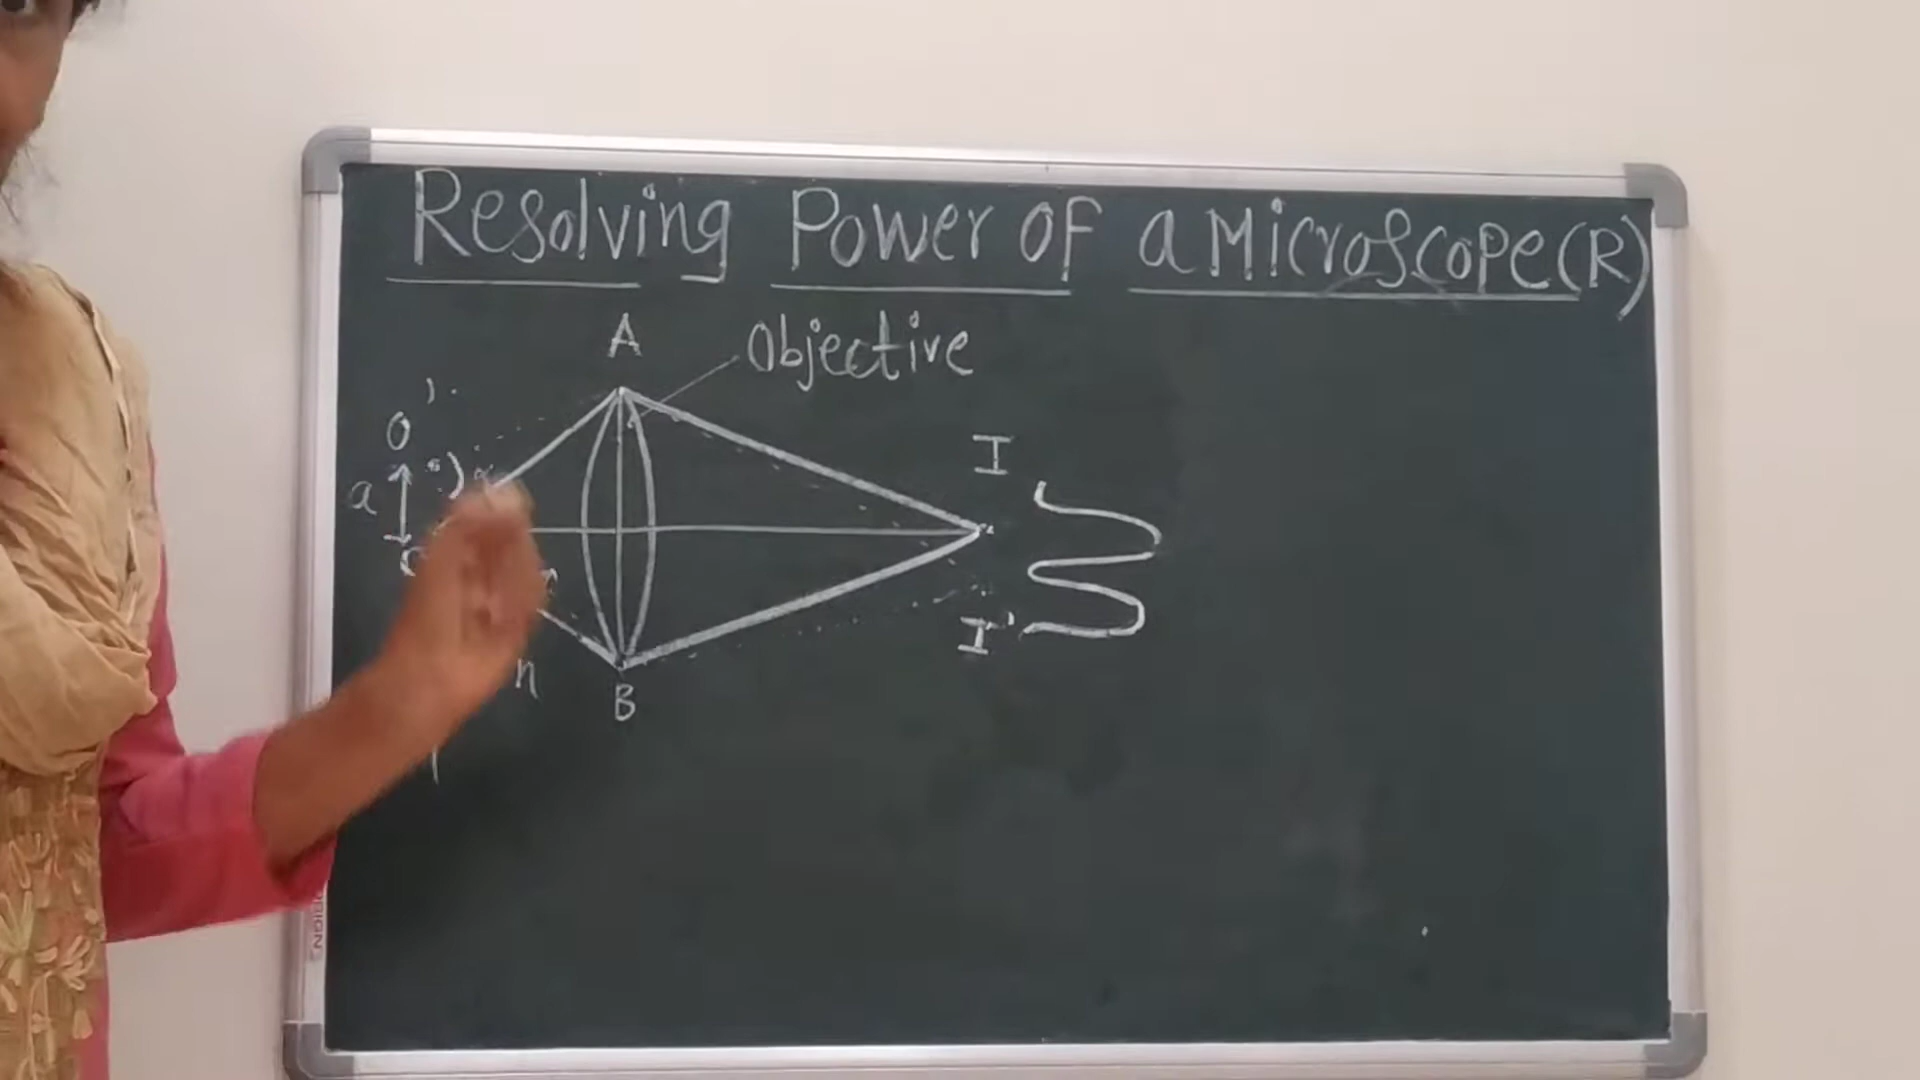 Resolving Power OF a Microscope(R)
A
Objective
O'
a
I
I'
n
B